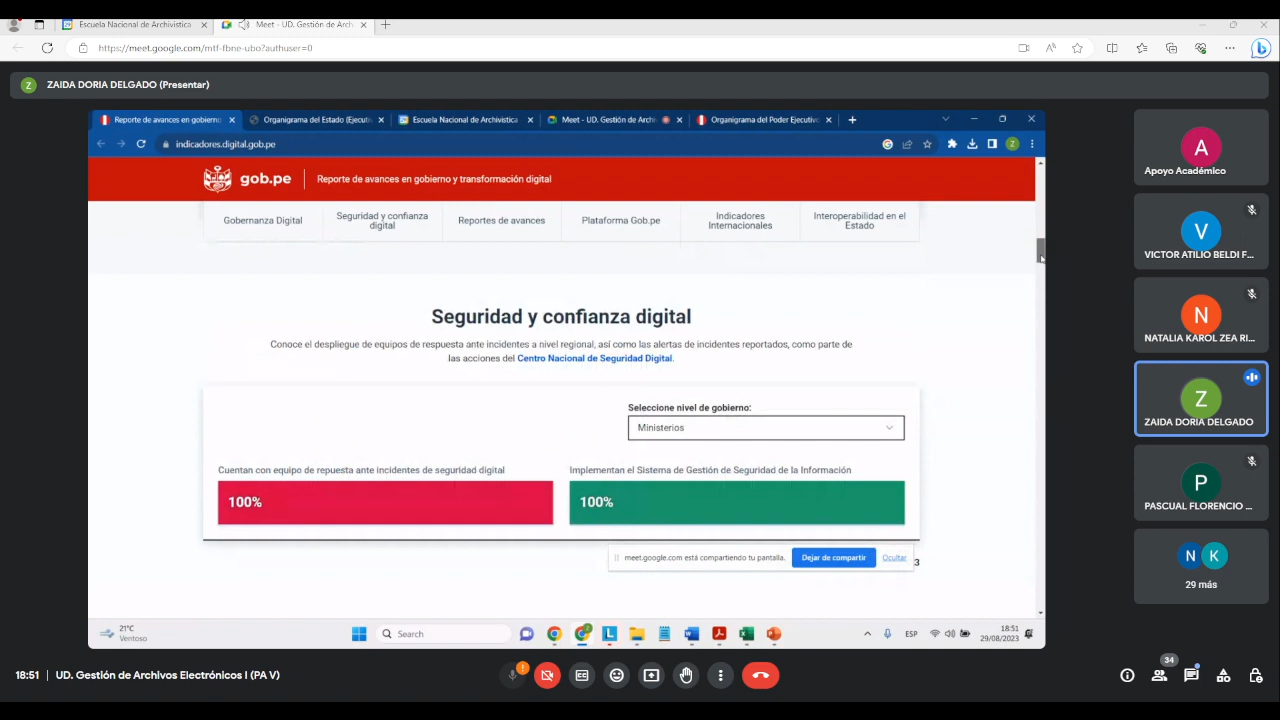 Escuela Nacional de Archivística
Meet - UD. Gestión de Arch
https://meet.google.com/mtf-fbne-ubo?authuser=0
Z
ZAIDA DORIA DELGADO (Presentar)
Reporte de avances en gobierno
Organigrama del Estado (Ejecuti
Escuela Nacional de Archivística
Meet - UD. Gestión de Archi
Organigrama del Poder Ejecutivo
indicadores.digital.gob.pe
gob.pe
Reporte de avances en gobierno y transformación digital
Gobernanza Digital
Seguridad y confianza
digital
Reportes de avances
Plataforma Gob.pe
Indicadores
Internacionales
Interoperabilidad en el
Estado
Seguridad y confianza digital
Conoce el despliegue de equipos de respuesta ante incidentes a nivel regional, así como las alertas de incidentes reportados, como parte de
las acciones del Centro Nacional de Seguridad Digital.
Seleccione nivel de gobierno:
Ministerios
Cuentan con equipo de repuesta ante incidentes de seguridad digital
Implementan el Sistema de Gestión de Seguridad de la Información
100%
100%
meet.google.com está compartiendo tu pantalla.
Dejar de compartir
Ocultar
3
21°C
Ventoso
Search
ESP
18:51
29/08/2023
A
Apoyo Académico
V
VICTOR ATILIO BELDI F...
N
NATALIA KAROL ZEA RI...
Z
ZAIDA DORIA DELGADO
P
PASCUAL FLORENCIO ...
N
K
29 más
18:51
UD. Gestión de Archivos Electrónicos I (PA V)
34